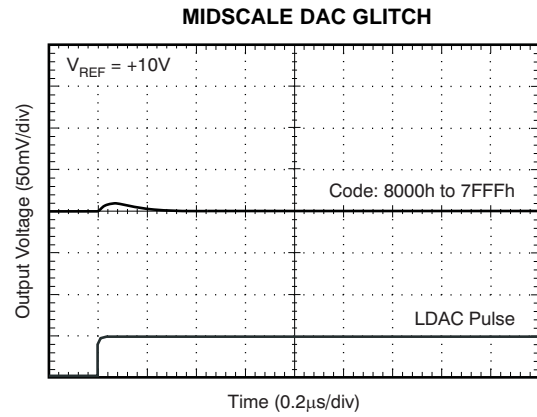 MIDSCALE DAC GLITCH
V_REF = +10V
Output Voltage (50mV/div)
Code: 8000h to 7FFFh
LDAC Pulse
Time (0.2µs/div)